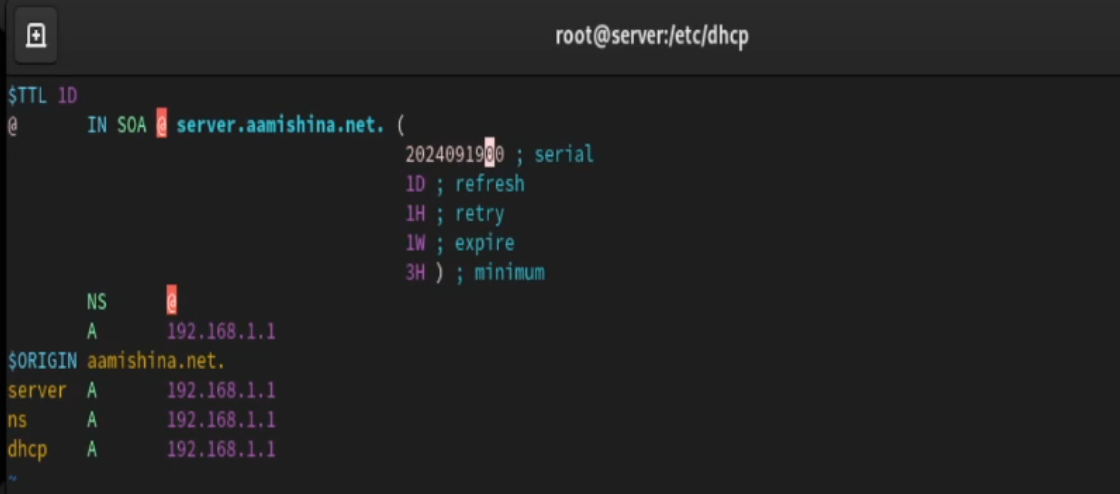 root@server:/etc/dhcp
$TTL 1D
@ IN SOA @ server.aamishina.net. (
2024091900 ; serial
1D ; refresh
1H ; retry
1W ; expire
3H ) ; minimum
NS @
A 192.168.1.1
$ORIGIN aamishina.net.
server A 192.168.1.1
ns A 192.168.1.1
dhcp A 192.168.1.1
~